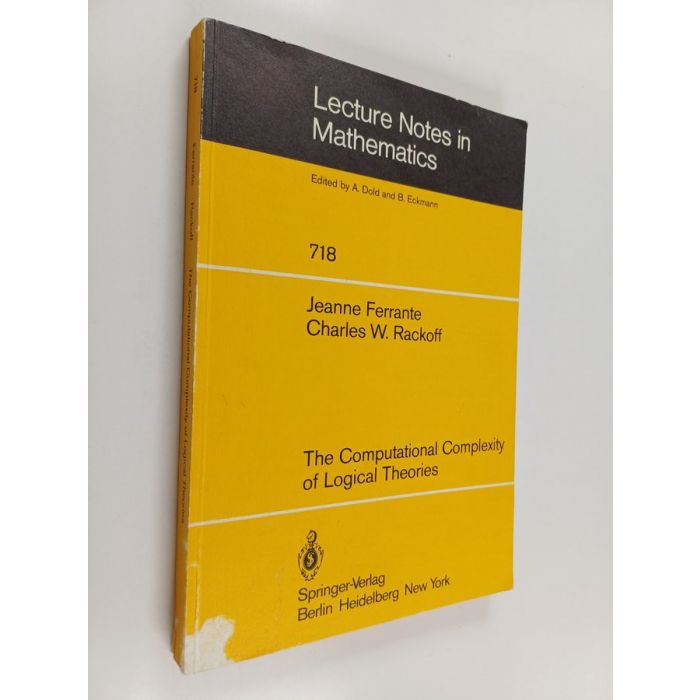 Lecture Notes in
Mathematics
Edited by A. Dold and B. Eckmann
718
Jeanne Ferrante
Charles W. Rackoff
The Computational Complexity
of Logical Theories
Springer-Verlag
Berlin Heidelberg New York
718 Ferrante · Rackoff The Computational Complexity of Logical Theories